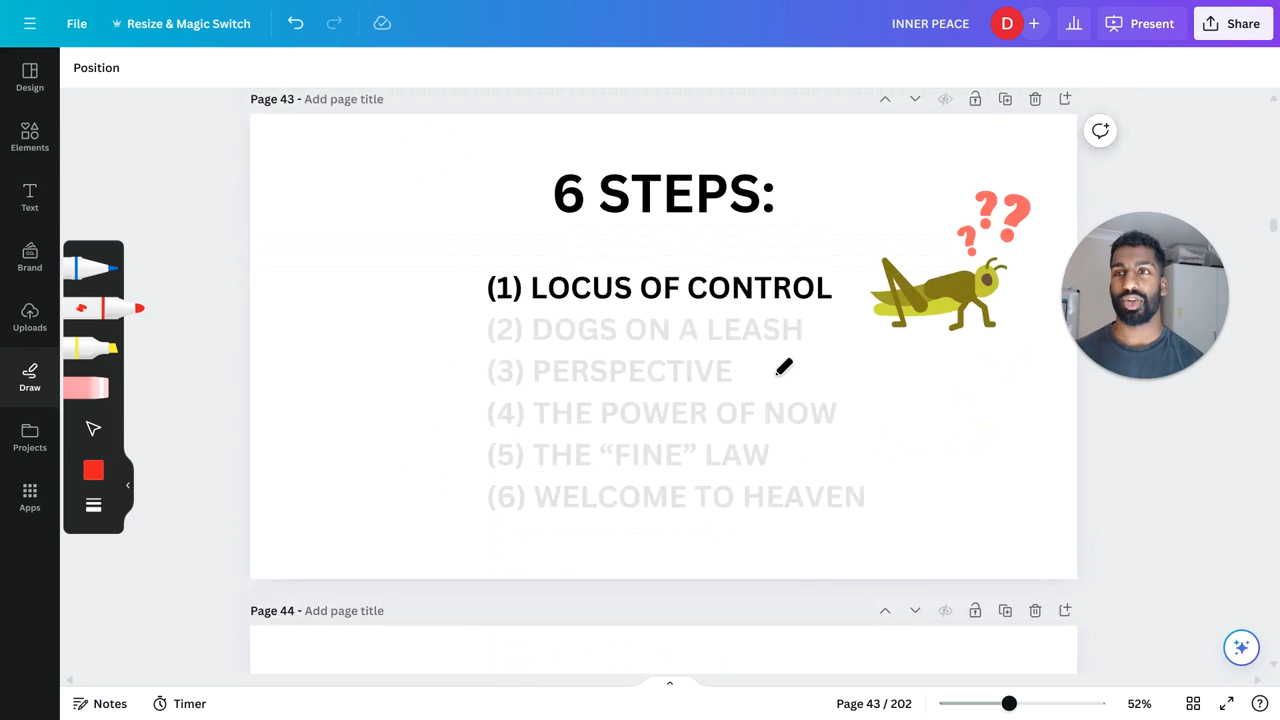 File
Resize & Magic Switch
INNER PEACE
D
Present
Share
Position
Design
Elements
Text
Brand
Uploads
Draw
Projects
Apps
Page 43 - Add page title
6 STEPS:
???
(1) LOCUS OF CONTROL
(2) DOGS ON A LEASH
(3) PERSPECTIVE
(4) THE POWER OF NOW
(5) THE “FINE” LAW
(6) WELCOME TO HEAVEN
Page 44 - Add page title
Notes
Timer
Page 43 / 202
52%